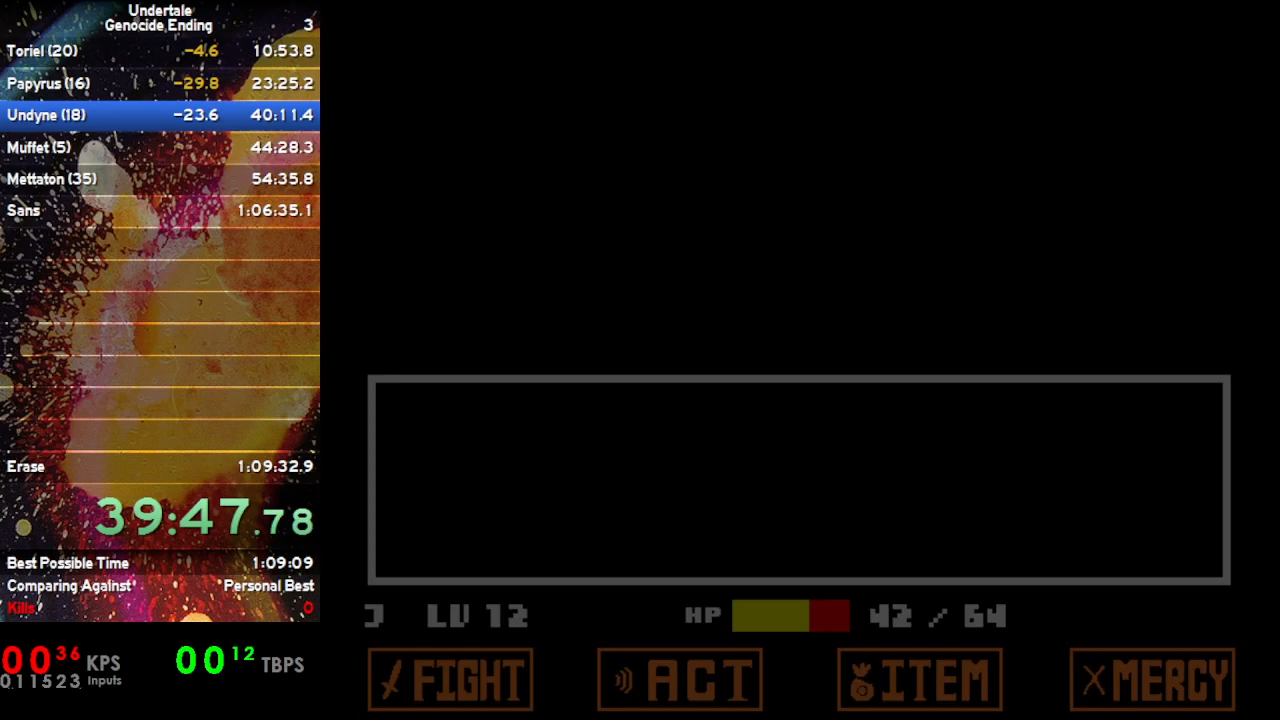 Undertale
Genocide Ending 3
Toriel (20) −4.6 10:53.8
Papyrus (16) −29.8 23:25.2
Undyne (18) −23.6 40:11.4
Muffet (5) 44:28.3
Mettaton (35) 54:35.8
Sans 1:06:35.1
Erase 1:09:32.9
39:47.78
Best Possible Time 1:09:09
Comparing Against Personal Best
Kills 0
00 36 KPS 00 12 TBPS
011523 Inputs
J LV 12 HP 42 / 64
FIGHT ACT ITEM MERCY